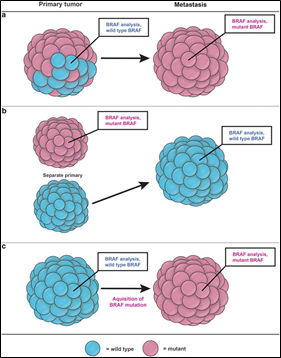 Primary tumor
Metastasis
a
BRAF analysis,
wild type BRAF
BRAF analysis,
mutant BRAF
b
BRAF analysis,
mutant BRAF
Separate primary
BRAF analysis,
wild type BRAF
c
BRAF analysis,
wild type BRAF
Aquisition of
BRAF mutation
BRAF analysis,
mutant BRAF
= wild type
= mutant